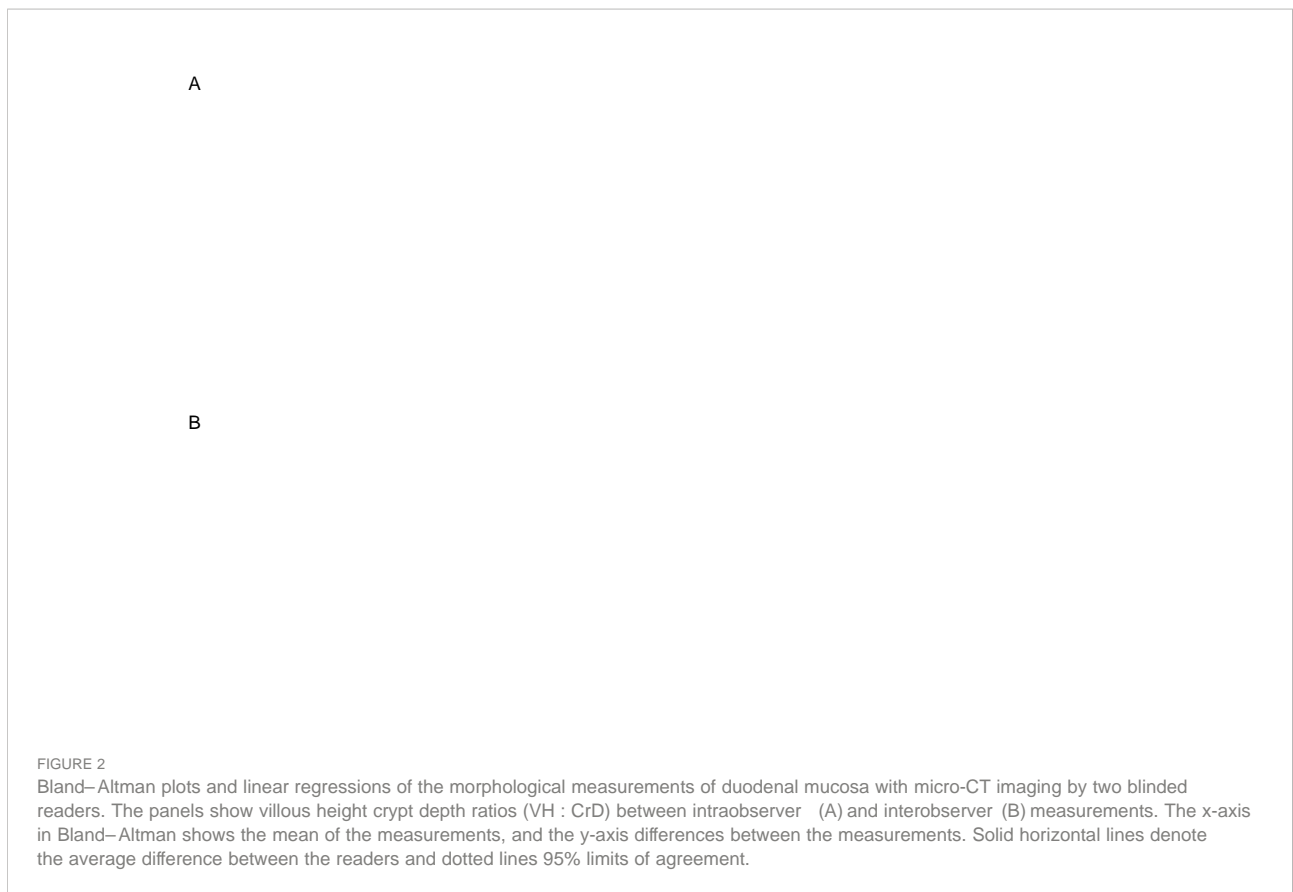 A
B
FIGURE 2
Bland–Altman plots and linear regressions of the morphological measurements of duodenal mucosa with micro-CT imaging by two blinded
readers. The panels show villous height crypt depth ratios (VH : CrD) between intraobserver (A) and interobserver (B) measurements. The x-axis
in Bland–Altman shows the mean of the measurements, and the y-axis differences between the measurements. Solid horizontal lines denote
the average difference between the readers and dotted lines 95% limits of agreement.